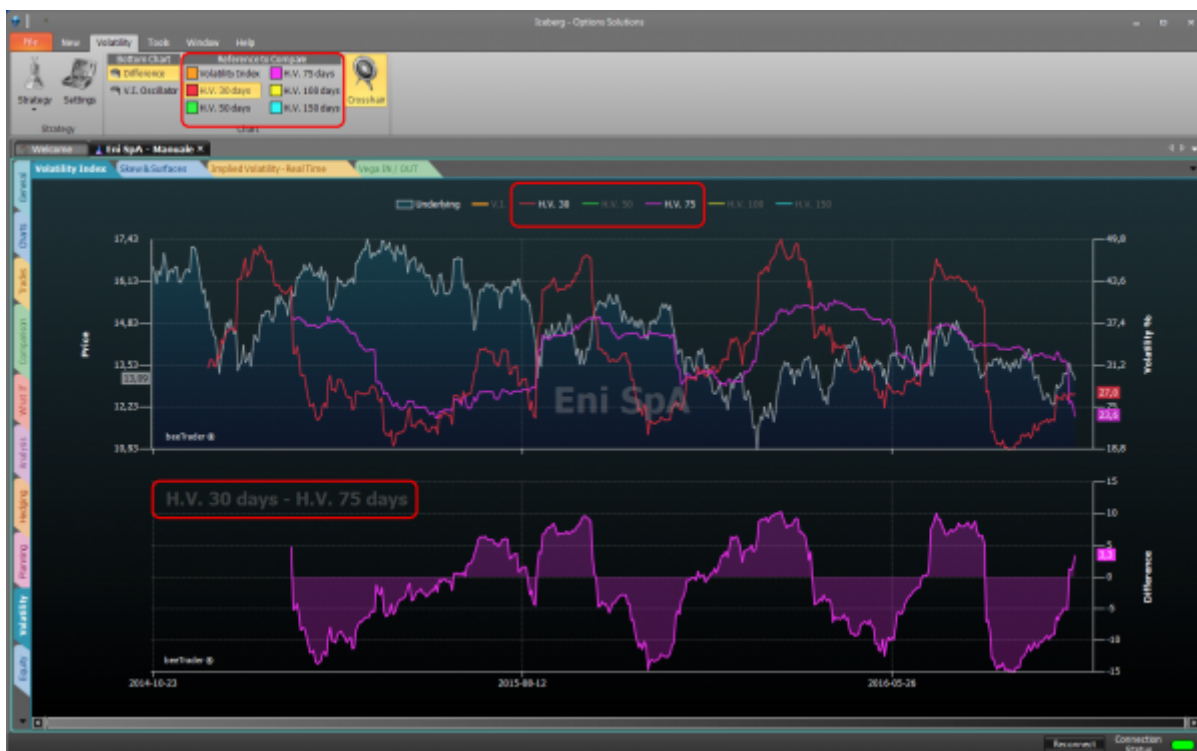 Iceberg - Options Solutions
File New Volatility Tools Window Help
Bottom Chart Reference to Compare
Difference Volatility Index H.V. 75 days
V.I. Oscillator H.V. 30 days H.V. 100 days
H.V. 50 days H.V. 150 days
Strategy Settings Crosshair
Strategy Chart
Welcome Eni SpA - Manuale
Volatility Index Skew & Surfaces Implied Volatility - Real Time Vega IN / OUT
General
Charts
Trades
Comparison
What If
Analysis
Hedging
Planning
Volatility
Equity
Underlying V.I. H.V. 30 H.V. 50 H.V. 75 H.V. 100 H.V. 150
17,43
16,13
14,83
13,53
13,09
12,23
10,93
Price
49,8
43,6
37,4
31,2
27,0
25
22,6
18,8
Volatility %
Eni SpA
beeTrader ®
H.V. 30 days - H.V. 75 days
15
10
5
3,3
0
-5
-10
-15
Difference
beeTrader ®
2014-10-23 2015-08-12 2016-05-26
Reconnect Connection Status